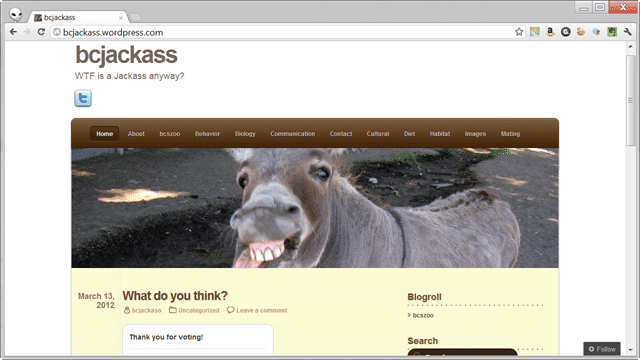 bcjackass
bcjackass.wordpress.com
bcjackass
WTF is a Jackass anyway?
Home About bcszoo Behavior Biology Communication Contact Cultural Diet Habitat Images Mating
March 13, 2012
What do you think?
bcjackass Uncategorized Leave a comment
Thank you for voting!
Blogroll
bcszoo
Search
Follow